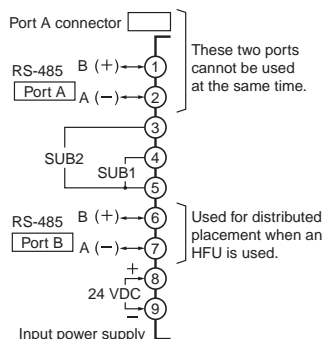 Port A connector
These two ports
cannot be used
at the same time.
RS-485
Port A
B (+)
1
A (−)
2
3
SUB2
4
SUB1
5
RS-485
Port B
B (+)
6
A (−)
7
Used for distributed
placement when an
HFU is used.
+
8
24 VDC
−
9
Input power supply